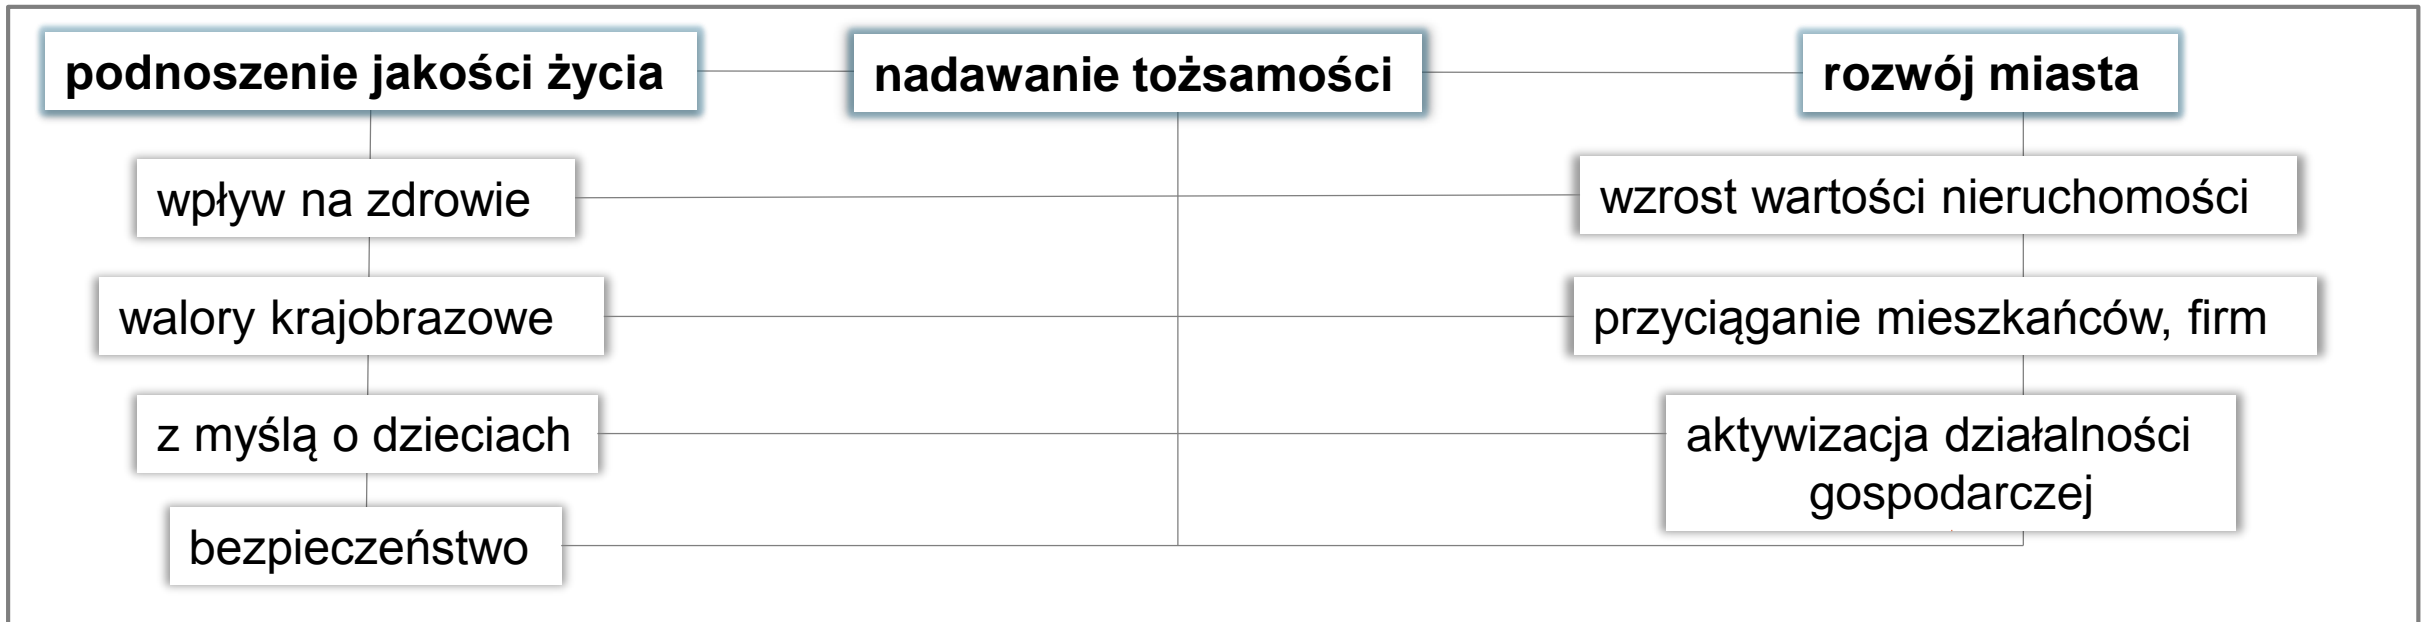 podnoszenie jakości życia
nadawanie tożsamości
rozwój miasta
wpływ na zdrowie
wzrost wartości nieruchomości
walory krajobrazowe
przyciąganie mieszkańców, firm
z myślą o dzieciach
aktywizacja działalności
gospodarczej
bezpieczeństwo